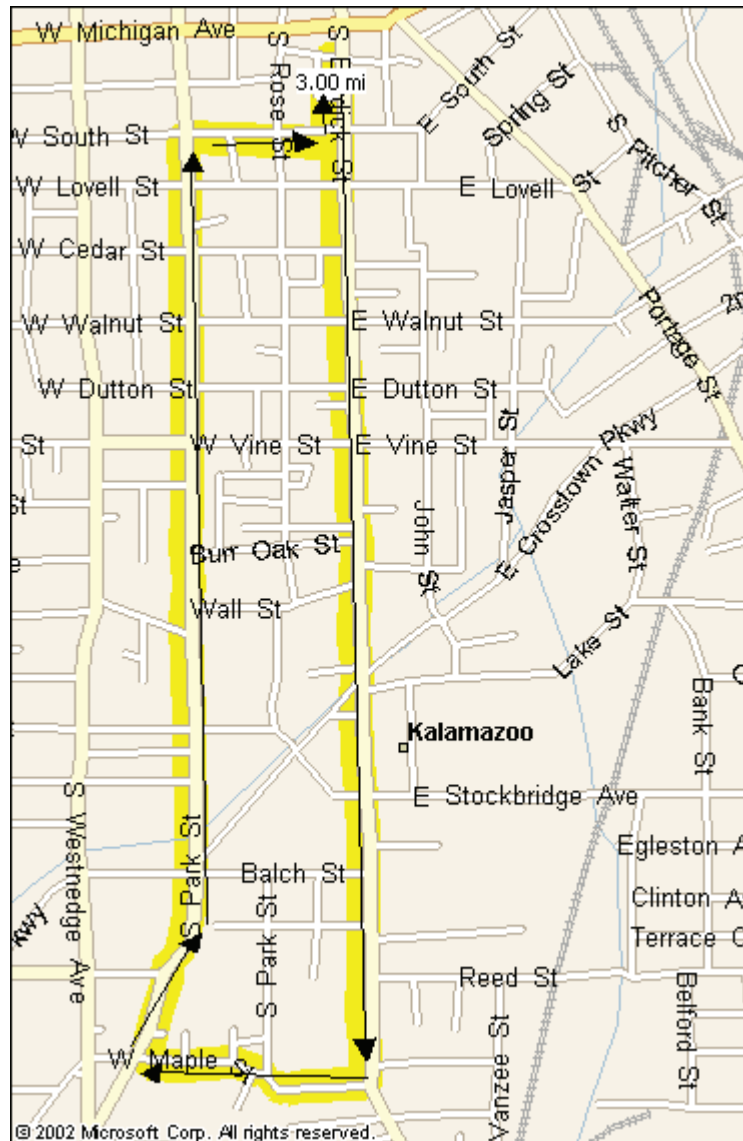 W Michigan Ave
S
3.00 mi
S Rose St
E South St
Spring St
S Pitcher St
W South St
W Lovell St
E Lovell St
W Cedar St
Portage St
W Walnut St
E Walnut St
W Dutton St
E Dutton St
St
W Vine St
E Vine St
Jasper St
E Crosstown Pkwy
Walter St
John St
Burr Oak St
Wall St
Lake St
Bank St
Kalamazoo
E Stockbridge Ave
S Westnedge Ave
S Park St
Balch St
S Park St
Egleston A
Clinton A
Terrace C
Kwy
Reed St
Belford St
W Maple St
Vanzee St
© 2002 Microsoft Corp. All rights reserved.